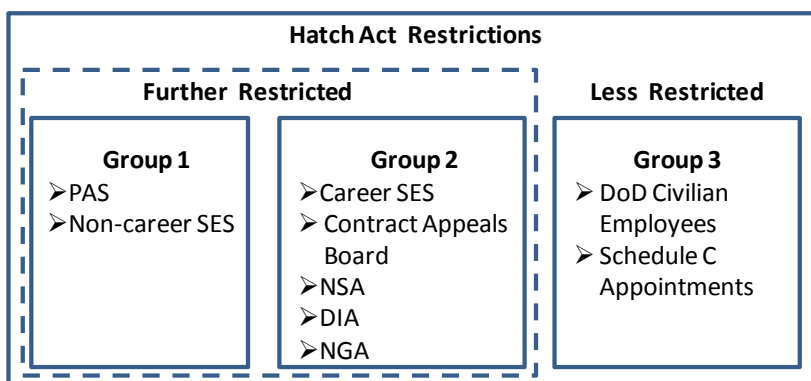 Hatch Act Restrictions
Further Restricted
Less Restricted
Group 1
➢PAS
➢Non-career SES
Group 2
➢Career SES
➢ Contract Appeals
Board
➢NSA
➢DIA
➢NGA
Group 3
➢ DoD Civilian
Employees
➢ Schedule C
Appointments